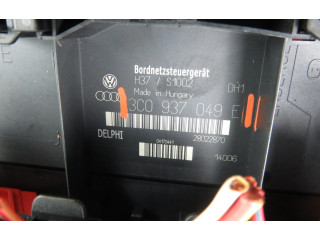 Bordnetzsteuergerät
H37 / S1002 DH1
Made in Hungary
3C0 937 049 E
DELPHI 28022870
14006